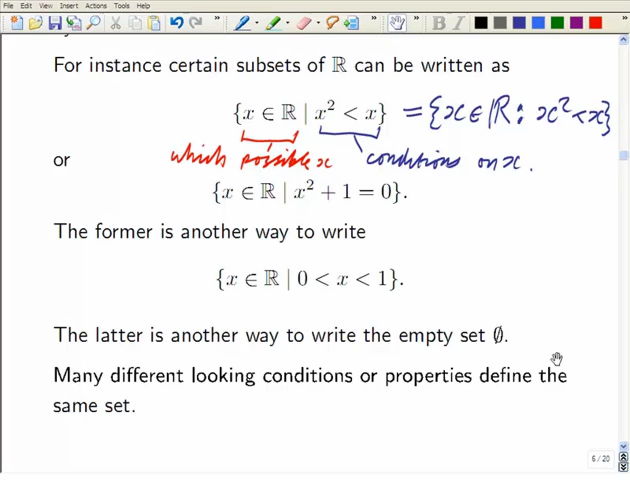 File Edit View Insert Actions Tools Help
B I
For instance certain subsets of ℝ can be written as
{x ∈ ℝ | x² < x} = {x ∈ ℝ : x² < x}
which possible x conditions on x.
or
{x ∈ ℝ | x² + 1 = 0}.
The former is another way to write
{x ∈ ℝ | 0 < x < 1}.
The latter is another way to write the empty set ∅.
Many different looking conditions or properties define the
same set.
6 / 20